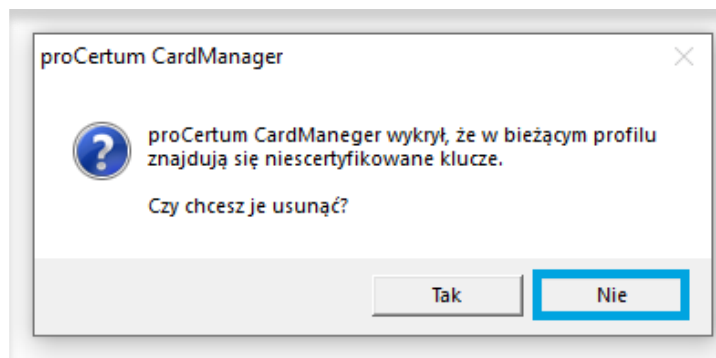 proCertum CardManager
proCertum CardManeger wykrył, że w bieżącym profilu
znajdują się niescertyfikowane klucze.
Czy chcesz je usunąć?
Tak
Nie